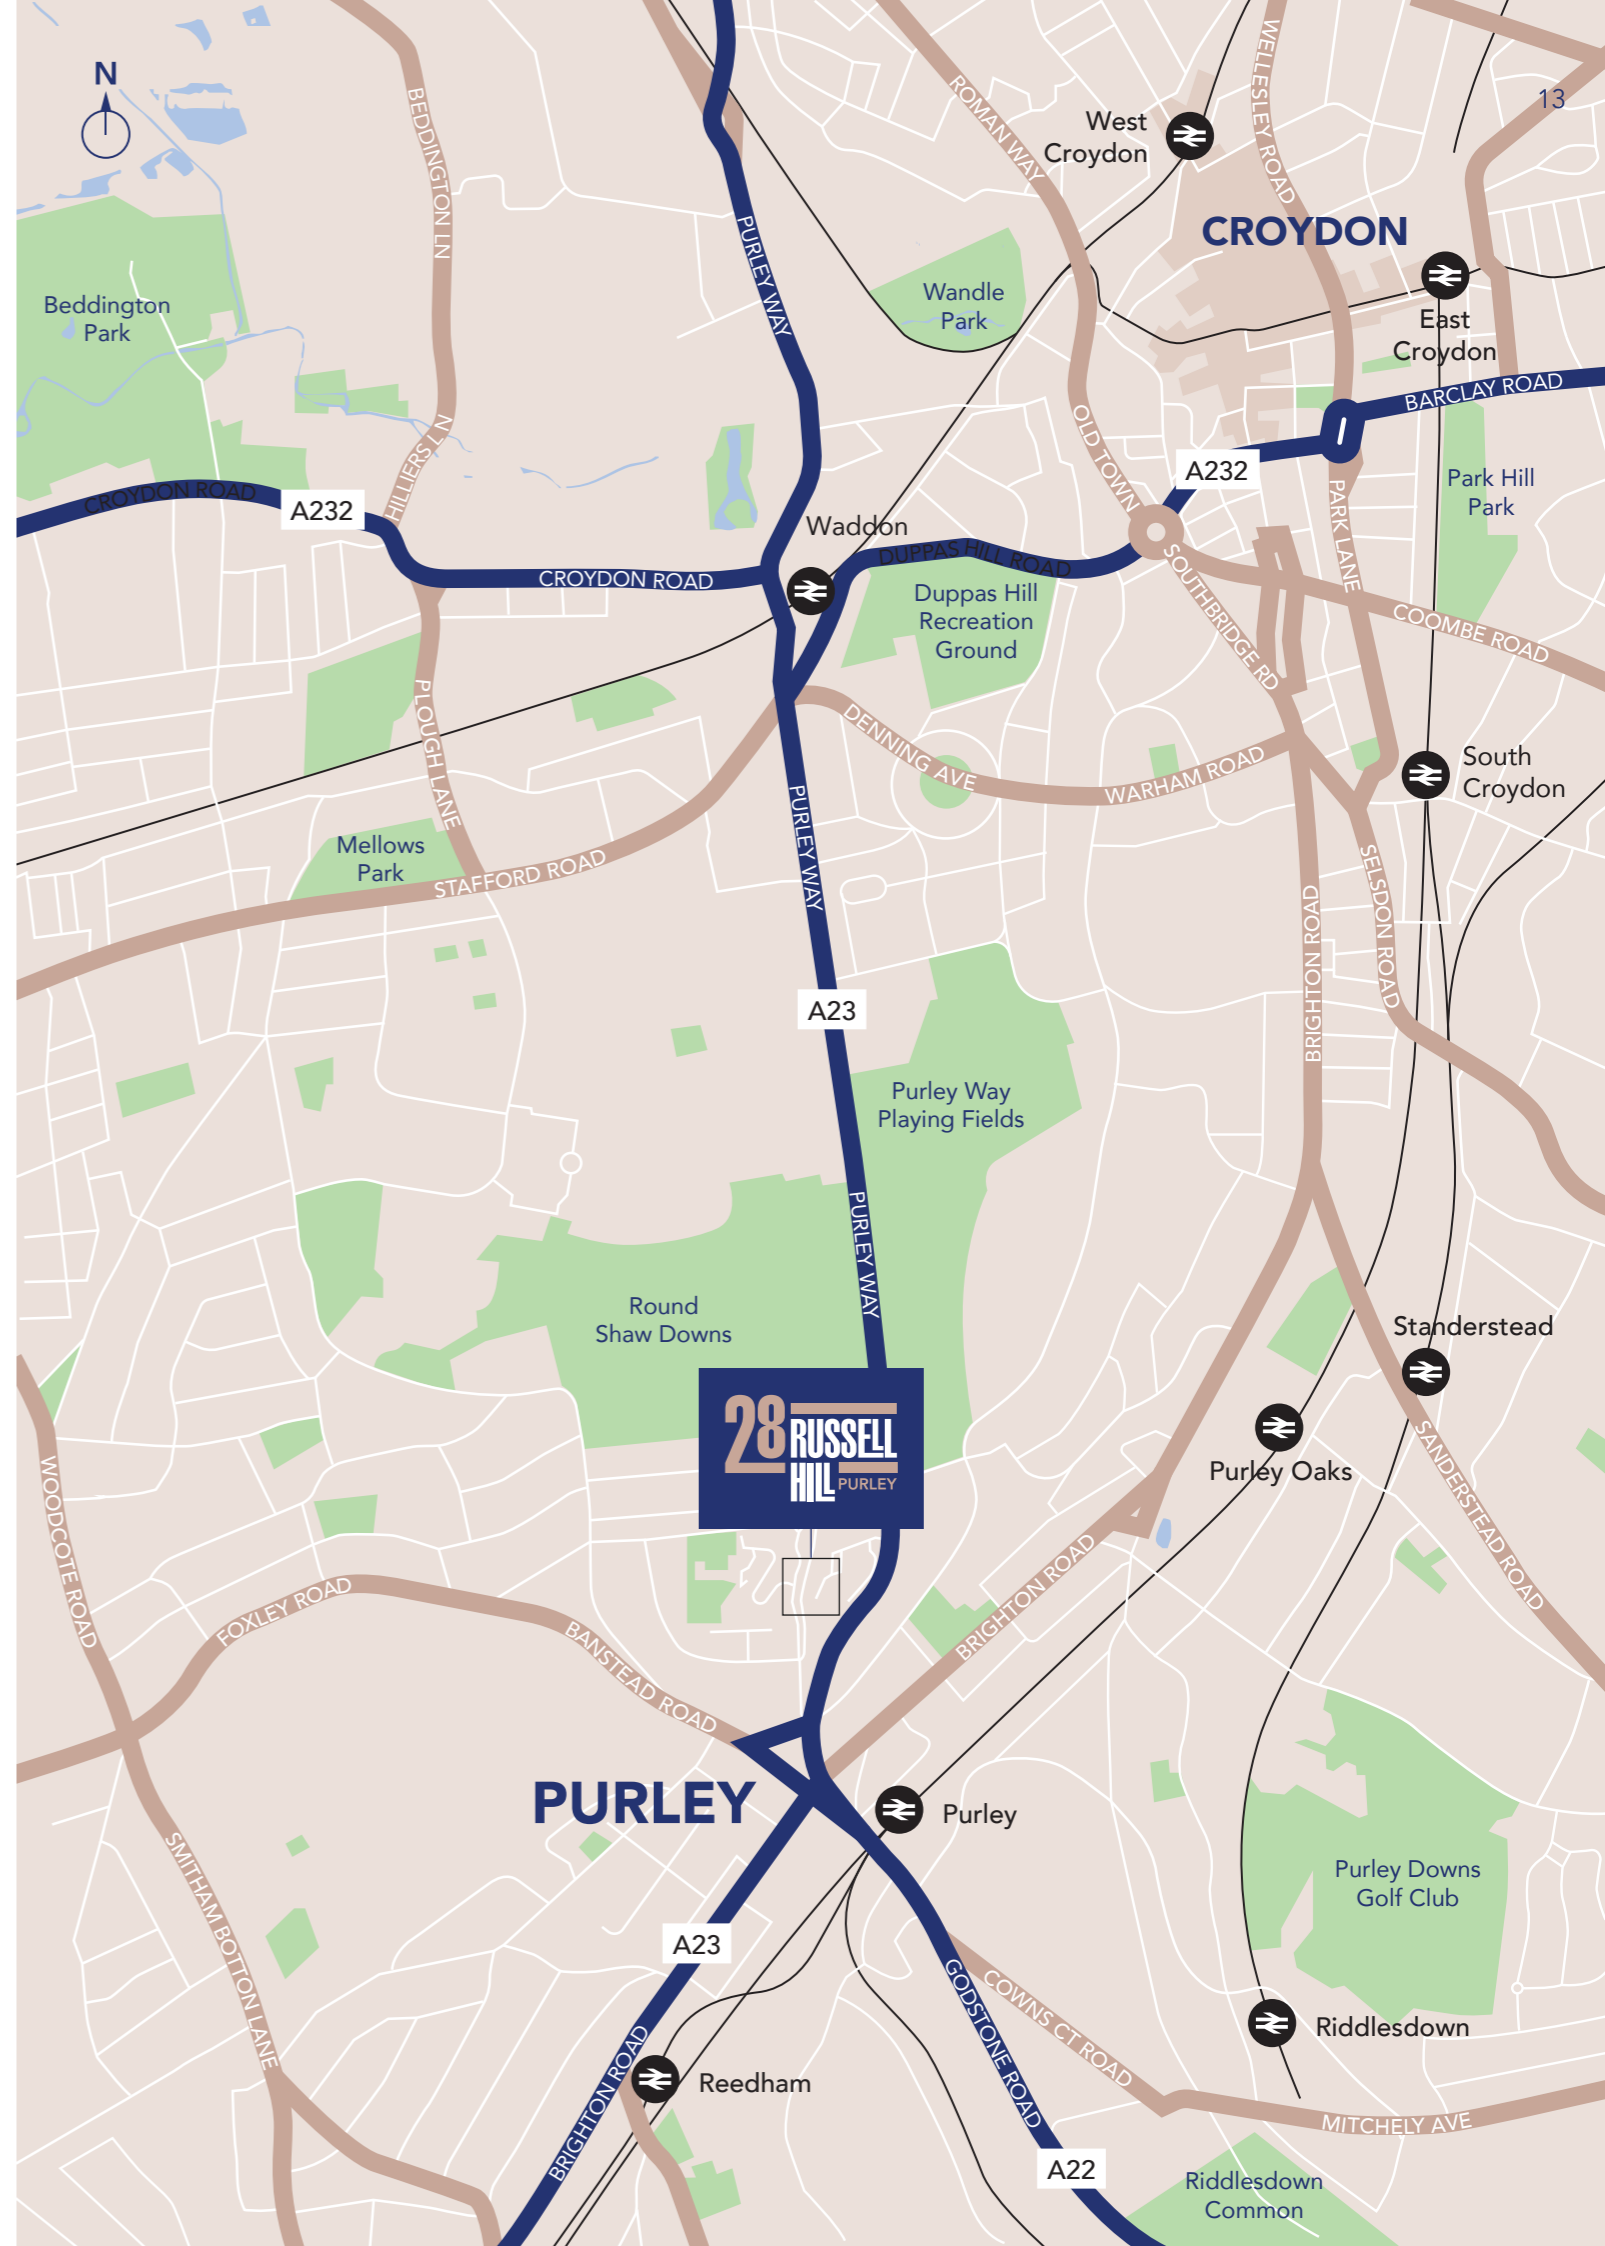 N
13
BEDDINGTON LN
ROMAN WAY
WELLESLEY ROAD
West
Croydon
CROYDON
PURLEY WAY
Beddington
Park
Wandle
Park
East
Croydon
BARCLAY ROAD
HILLIERS LN
OLD TOWN
A232
PARK LANE
Park Hill
Park
CROYDON ROAD
A232
Waddon
DUPPAS HILL ROAD
CROYDON ROAD
Duppas Hill
Recreation
Ground
SOUTHBRIDGE RD
COOMBE ROAD
PLOUGH LANE
DENNING AVE
WARHAM ROAD
South
Croydon
PURLEY WAY
Mellows
Park
STAFFORD ROAD
SELSDON ROAD
BRIGHTON ROAD
A23
Purley Way
Playing Fields
PURLEY WAY
Round
Shaw Downs
Standerstead
28 RUSSELL
HILL PURLEY
Purley Oaks
SANDERSTEAD ROAD
WOODCOTE ROAD
FOXLEY ROAD
BANSTEAD ROAD
BRIGHTON ROAD
PURLEY
Purley
SMITHAM BOTTON LANE
Purley Downs
Golf Club
A23
GODSTONE ROAD
COWNS CT ROAD
Riddlesdown
BRIGHTON ROAD
Reedham
MITCHELY AVE
A22
Riddlesdown
Common